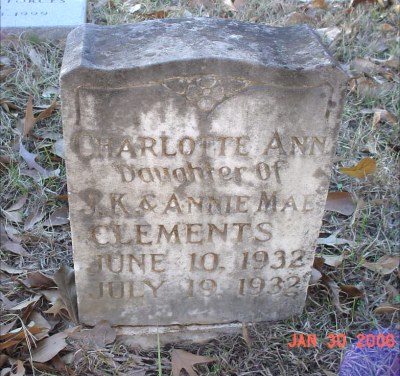 CHARLOTTE ANN
Daughter Of
J.K & ANNIE MAE
CLEMENTS
JUNE 10, 1932
JULY 19, 1932
JAN 30 2008